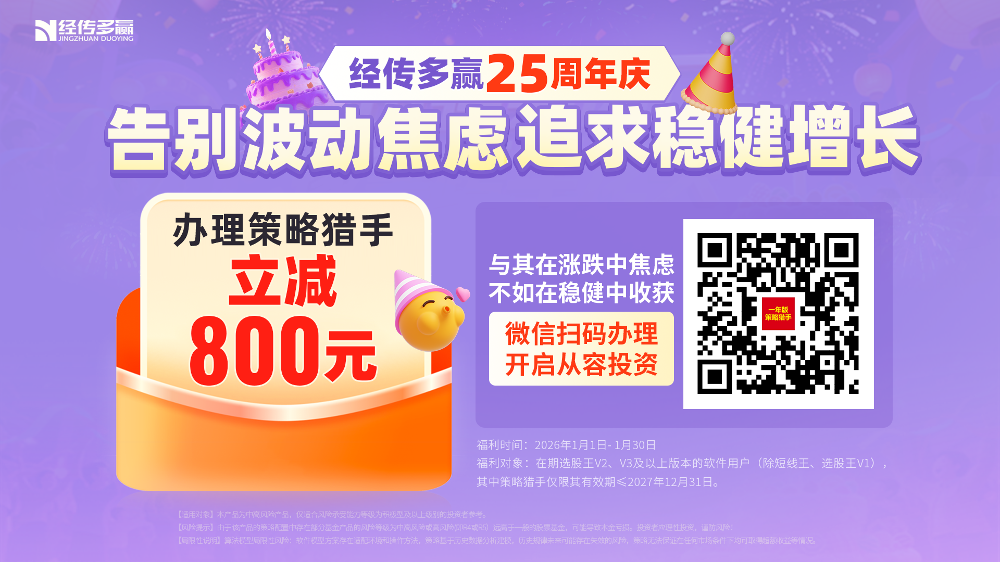 经传多赢
JINGZHUAN DUOYING
经传多赢25周年庆
告别波动焦虑 追求稳健增长
办理策略猎手
立减
800元
与其在涨跌中焦虑
不如在稳健中收获
微信扫码办理
开启从容投资
一年版
策略猎手
福利时间：2026年1月1日- 1月30日
福利对象：在期选股王V2、V3及以上版本的软件用户（除短线王、选股王V1），
其中策略猎手仅限其有效期≤2027年12月31日。
【适用对象】本产品为中高风险产品，仅适合风险承受能力等级为积极型及以上级别的投资者参考。
【风险提示】由于该产品的策略配置中存在部分基金产品的风险等级为中高风险或高风险(即R4或R5）远高于一般的股票基金，可能导致本金亏损。投资者应理性投资，谨防风险！
【局限性说明】算法模型局限性风险：软件模型方案存在适配环境和操作方法，策略基于历史数据分析建模，历史规律未来可能存在失效的风险，策略无法保证在任何市场条件下均可取得超额收益等情况。